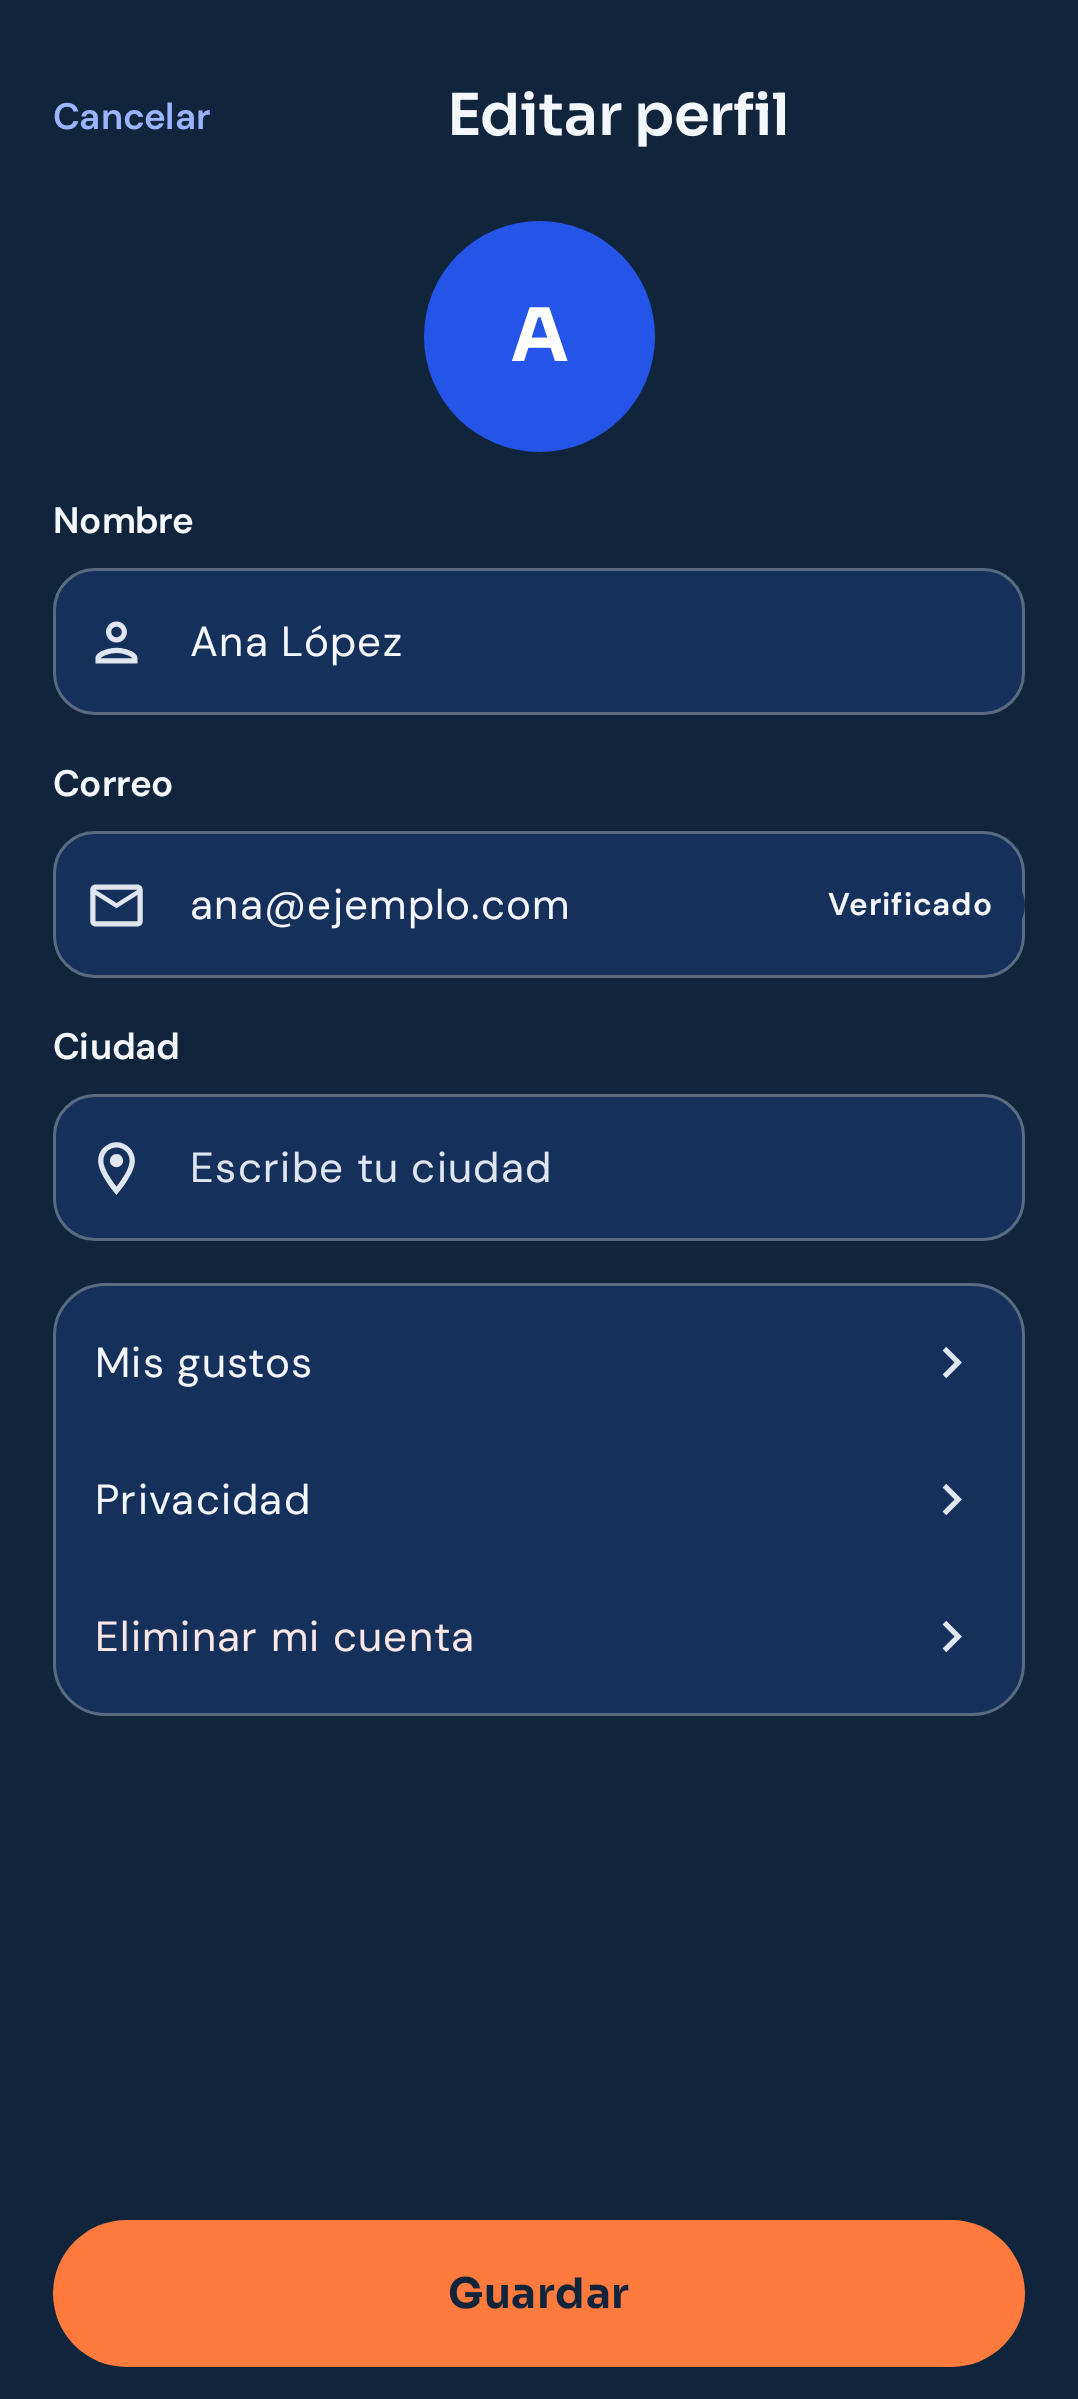 Cancelar
Editar perfil
A
Nombre
Ana López
Correo
ana@ejemplo.com Verificado
Ciudad
Escribe tu ciudad
Mis gustos
Privacidad
Eliminar mi cuenta
Guardar